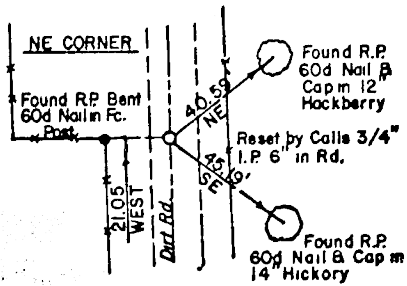 NE CORNER
Found R.P.
60d Nail &
Cap in 12"
Hackberry
Found R.P. Bent
60d Nail in Fc.
Post
40.59'
NE
Reset by Calls 3/4"
I.P. 6" in Rd.
45.19'
SE
21.05
WEST
Dirt Rd.
Found R.P.
60d Nail & Cap in
14" Hickory